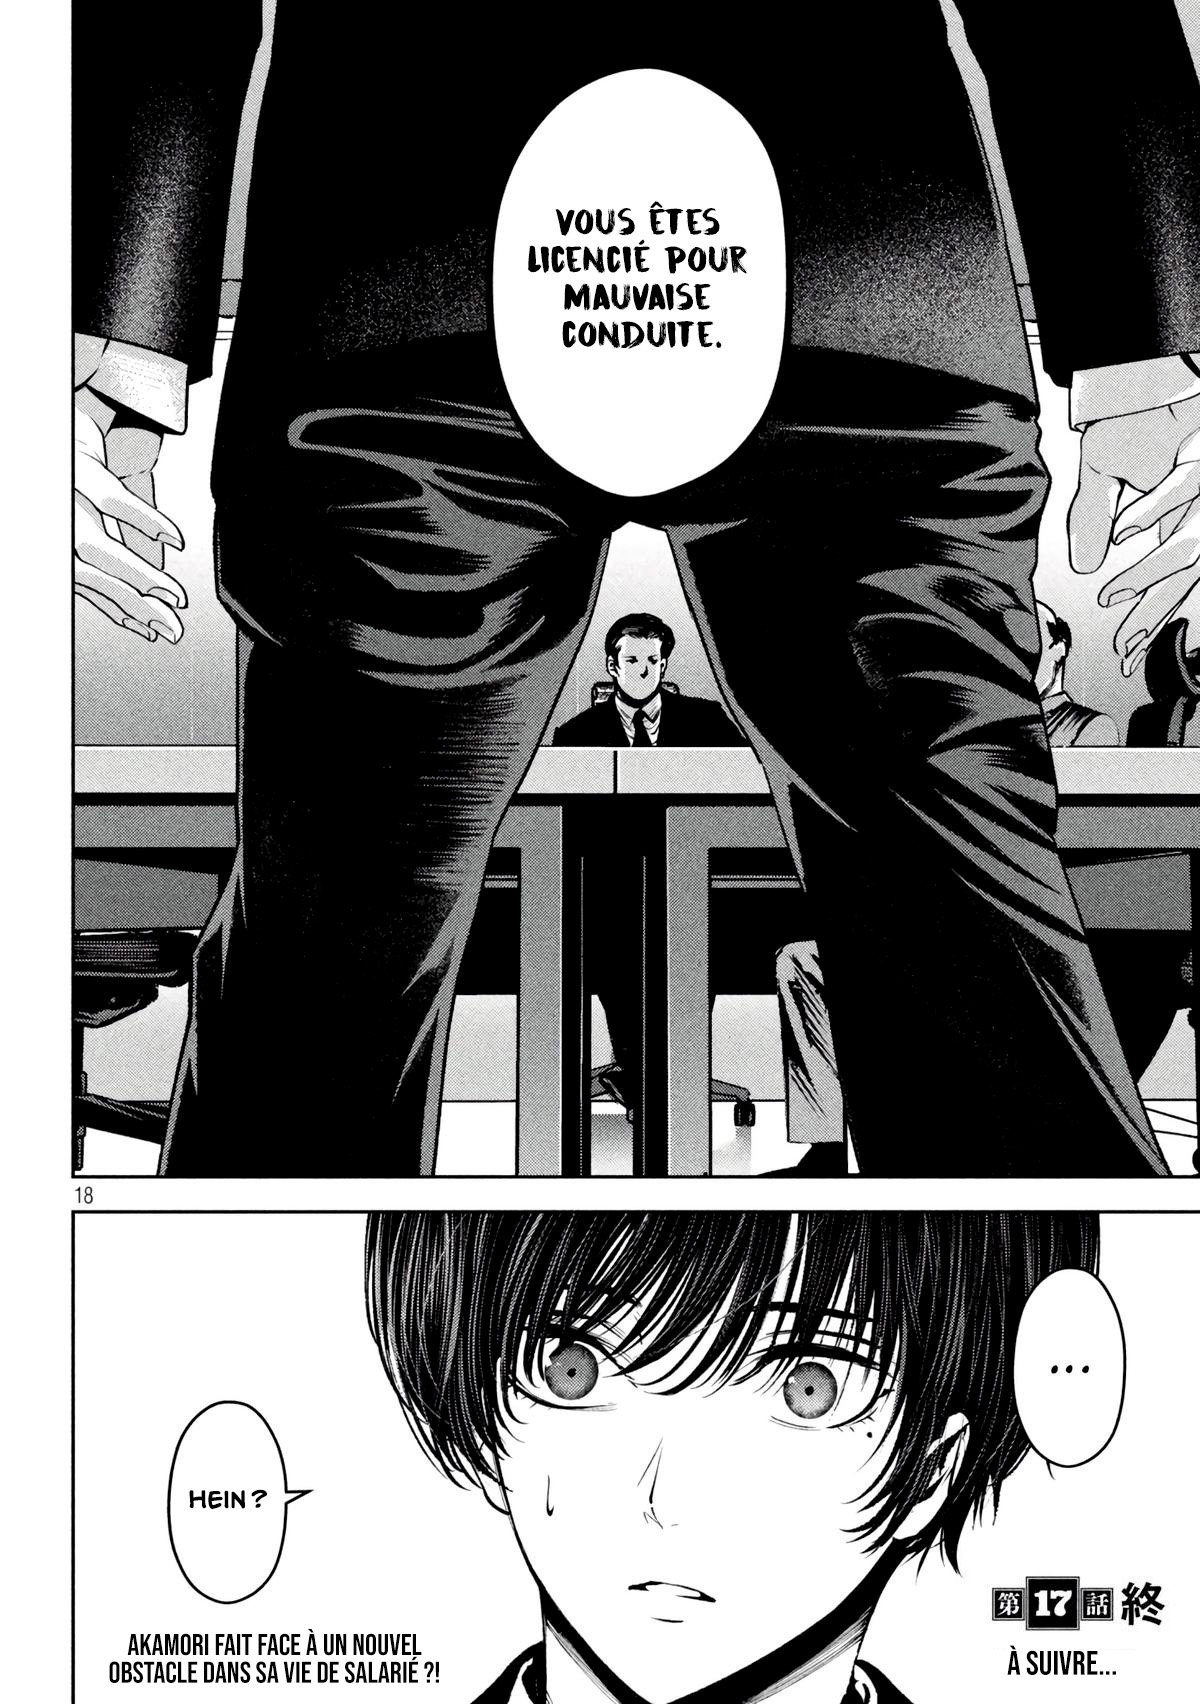 VOUS ÊTES
LICENCIÉ POUR
MAUVAISE
CONDUITE.
18
...
HEIN ?
第17話 終
AKAMORI FAIT FACE À UN NOUVEL
OBSTACLE DANS SA VIE DE SALARIÉ ?!
À SUIVRE...